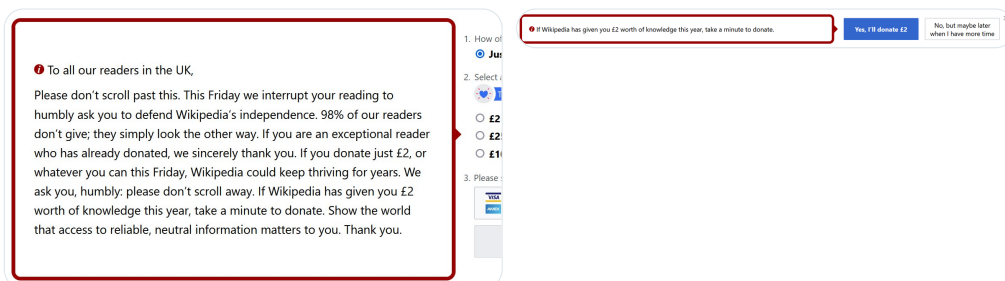 To all our readers in the UK,
Please don't scroll past this. This Friday we interrupt your reading to
humbly ask you to defend Wikipedia's independence. 98% of our readers
don't give; they simply look the other way. If you are an exceptional reader
who has already donated, we sincerely thank you. If you donate just £2, or
whatever you can this Friday, Wikipedia could keep thriving for years. We
ask you, humbly: please don't scroll away. If Wikipedia has given you £2
worth of knowledge this year, take a minute to donate. Show the world
that access to reliable, neutral information matters to you. Thank you.
1. How of
Jus
2. Select a
£2
3. Please s
VISA
If Wikipedia has given you £2 worth of knowledge this year, take a minute to donate.
Yes, I'll donate £2
No, but maybe later
when I have more time